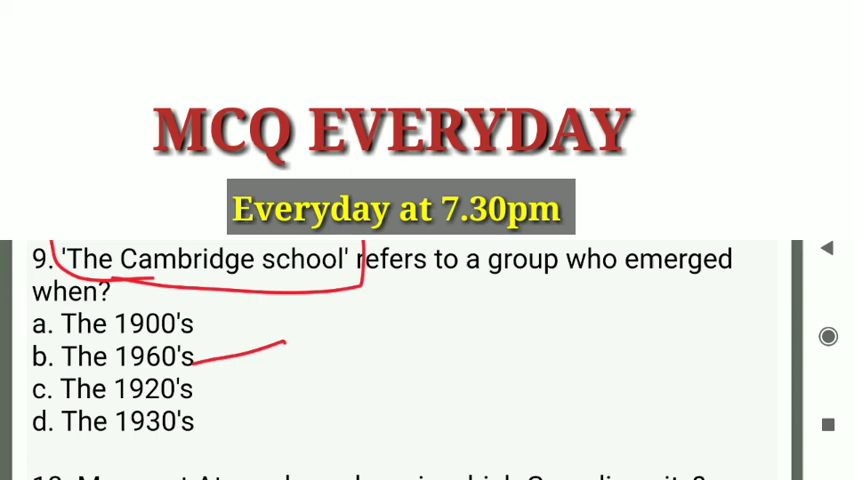 MCQ EVERYDAY
Everyday at 7.30pm
9. 'The Cambridge school' refers to a group who emerged
when?
a. The 1900's
b. The 1960's
c. The 1920's
d. The 1930's